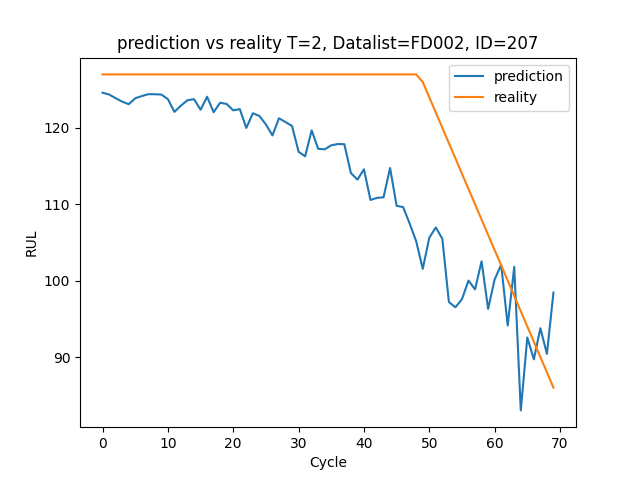 prediction vs reality T=2, Datalist=FD002, ID=207
prediction
reality
RUL
120
110
100
90
0 10 20 30 40 50 60 70
Cycle